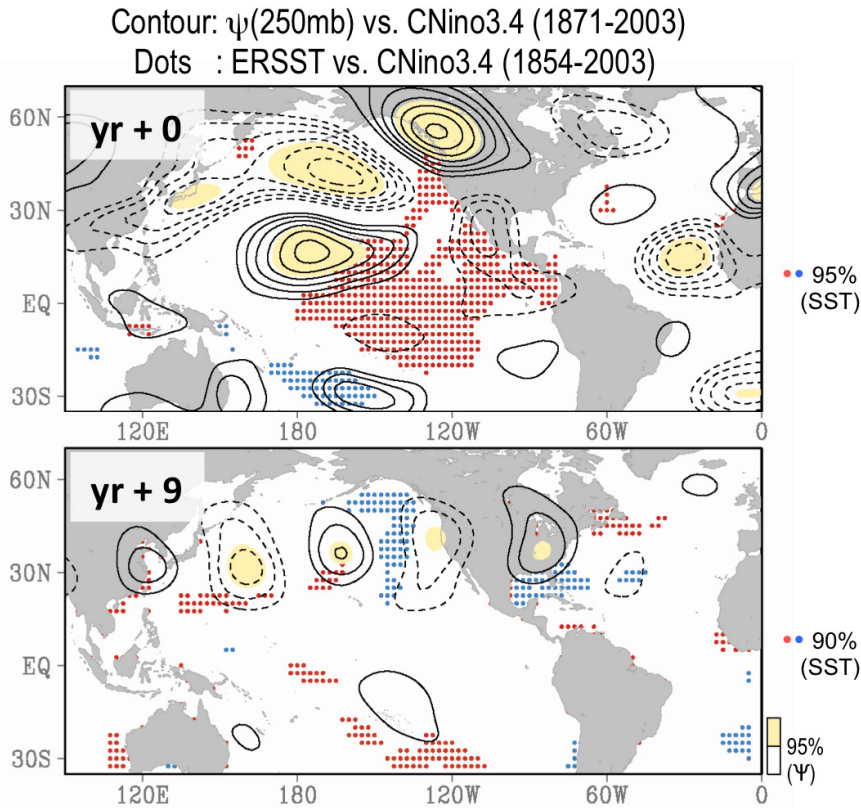 Contour: ψ(250mb) vs. CNino3.4 (1871-2003)
Dots : ERSST vs. CNino3.4 (1854-2003)
yr + 0
60N
30N
EQ
30S
120E 180 120W 60W 0
95%
(SST)
yr + 9
60N
30N
EQ
30S
120E 180 120W 60W 0
90%
(SST)
95%
(Ψ)